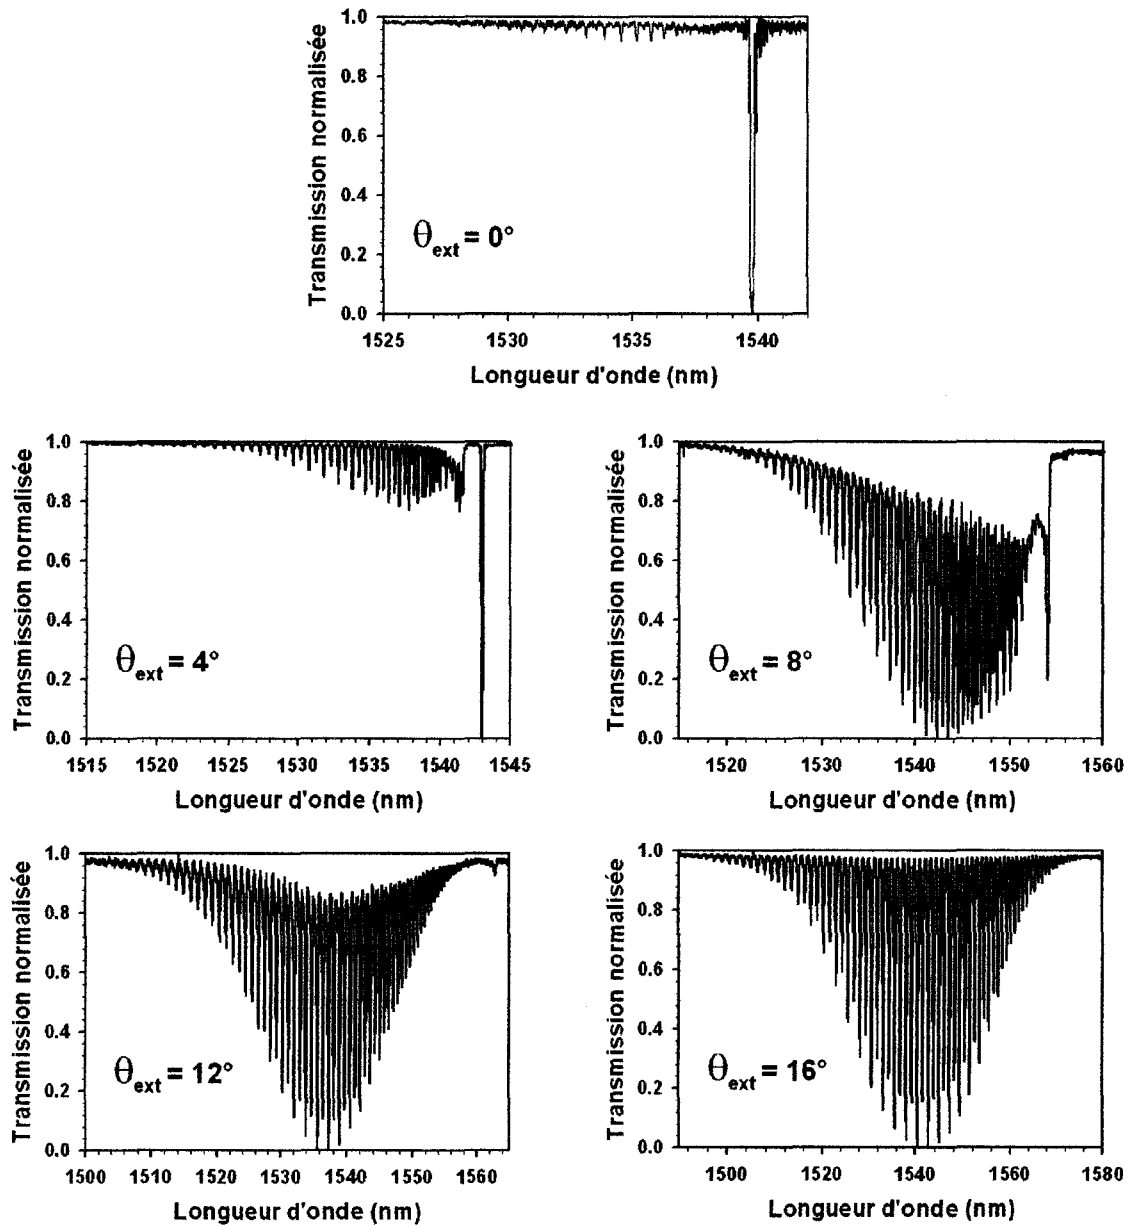 Transmission normalisée
1.0
0.8
0.6
0.4
0.2
0.0
θext = 0°
1525 1530 1535 1540
Longueur d'onde (nm)
Transmission normalisée
1.0
0.8
0.6
0.4
0.2
0.0
θext = 4°
1515 1520 1525 1530 1535 1540 1545
Longueur d'onde (nm)
Transmission normalisée
1.0
0.8
0.6
0.4
0.2
0.0
θext = 8°
1520 1530 1540 1550 1560
Longueur d'onde (nm)
Transmission normalisée
1.0
0.8
0.6
0.4
0.2
0.0
θext = 12°
1500 1510 1520 1530 1540 1550 1560
Longueur d'onde (nm)
Transmission normalisée
1.0
0.8
0.6
0.4
0.2
0.0
θext = 16°
1500 1520 1540 1560 1580
Longueur d'onde (nm)